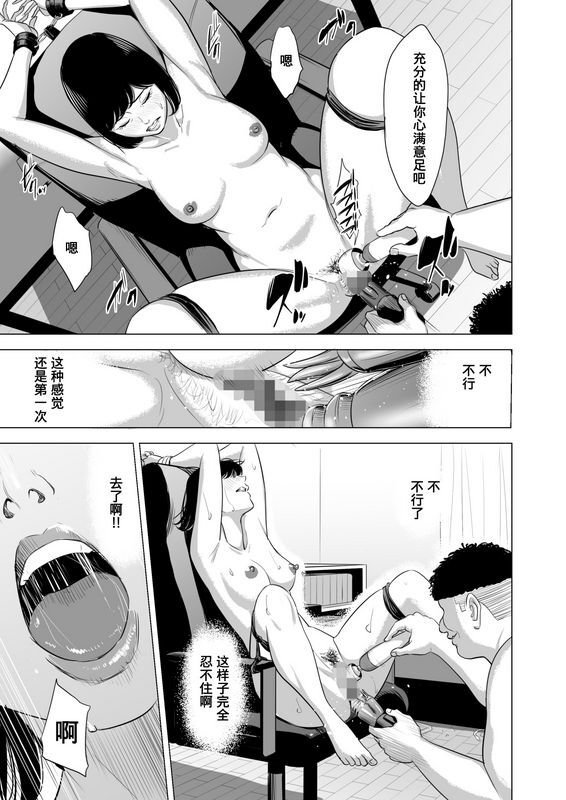 充分的让你心满意足吧
嗯
嗯
不
不行
这种感觉
还是第一次
不
不行了
去了啊!!
这样子完全
忍不住啊
啊